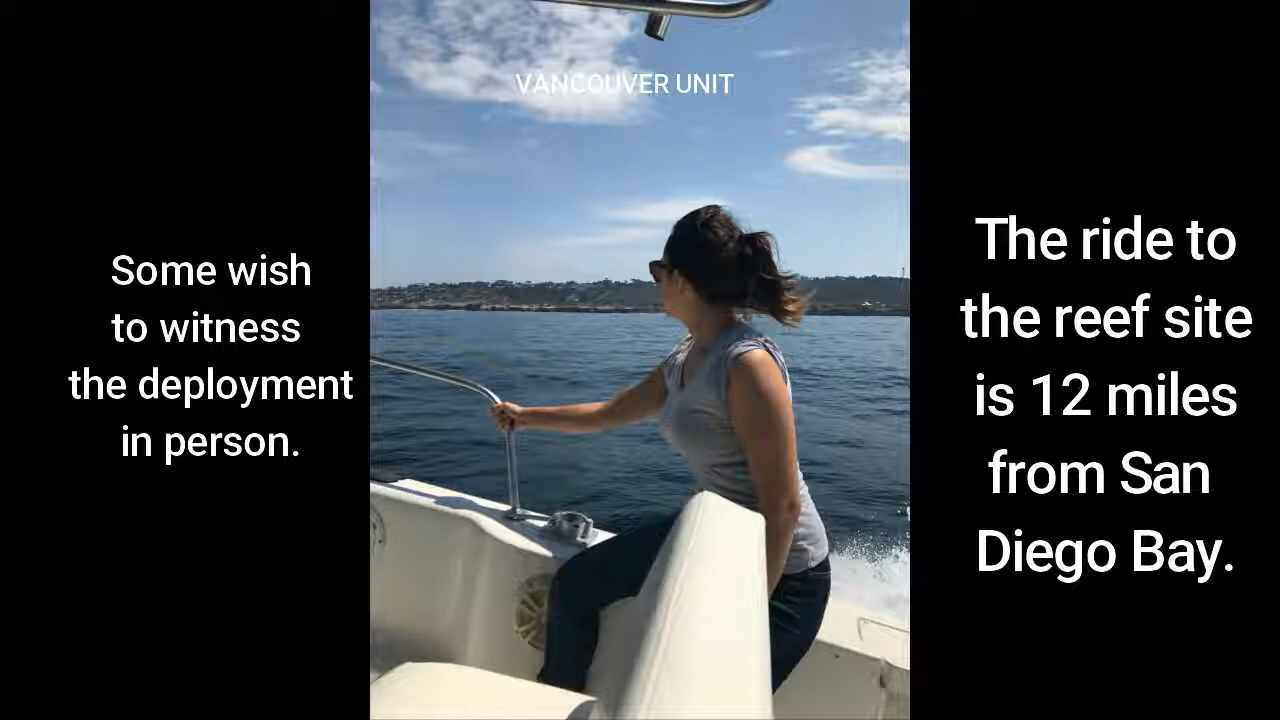 VANCOUVER UNIT
Some wish
to witness
the deployment
in person.
The ride to
the reef site
is 12 miles
from San
Diego Bay.